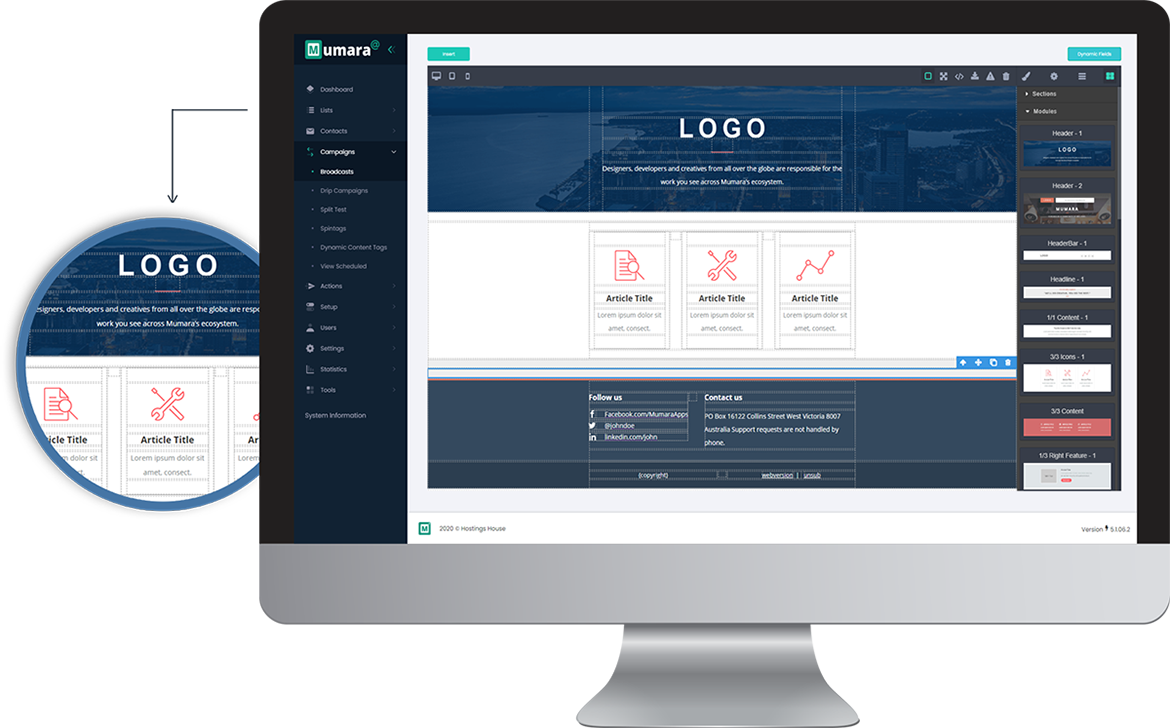 Mumara@
Insert
Dynamic Fields
Dashboard
Lists
Contacts
Campaigns
Broadcasts
Drip Campaigns
Split Test
Spintags
Dynamic Content Tags
View Scheduled
Actions
Setup
Users
Settings
Statistics
Tools
System Information
LOGO
Designers, developers and creatives from all over the globe are responsible for the
work you see across Mumara's ecosystem.
Article Title
Lorem ipsum dolor sit
amet, consect.
Article Title
Lorem ipsum dolor sit
amet, consect.
Article Title
Lorem ipsum dolor sit
amet, consect.
Follow us
Facebook.com/MumaraApps
@johndoe
linkedin.com/john
Contact us
PO Box 16122 Collins Street West Victoria 8007
Australia Support requests are not handled by
phone.
{copyright}
webversion | unsub
Sections
Modules
Header - 1
LOGO
Header - 2
MUMARA
HeaderBar - 1
Headline - 1
1/1 Content - 1
3/3 Icons - 1
3/3 Content
1/3 Right Feature - 1
2020 © Hostings House
Version 5.1.06.2
LOGO
esigners, developers and creatives from all over the globe are respo
work you see across Mumara's ecosystem.
icle Title
dolor sit
sect.
Article Title
Lorem ipsum dolor sit
amet, consect.
Ar
Lorem